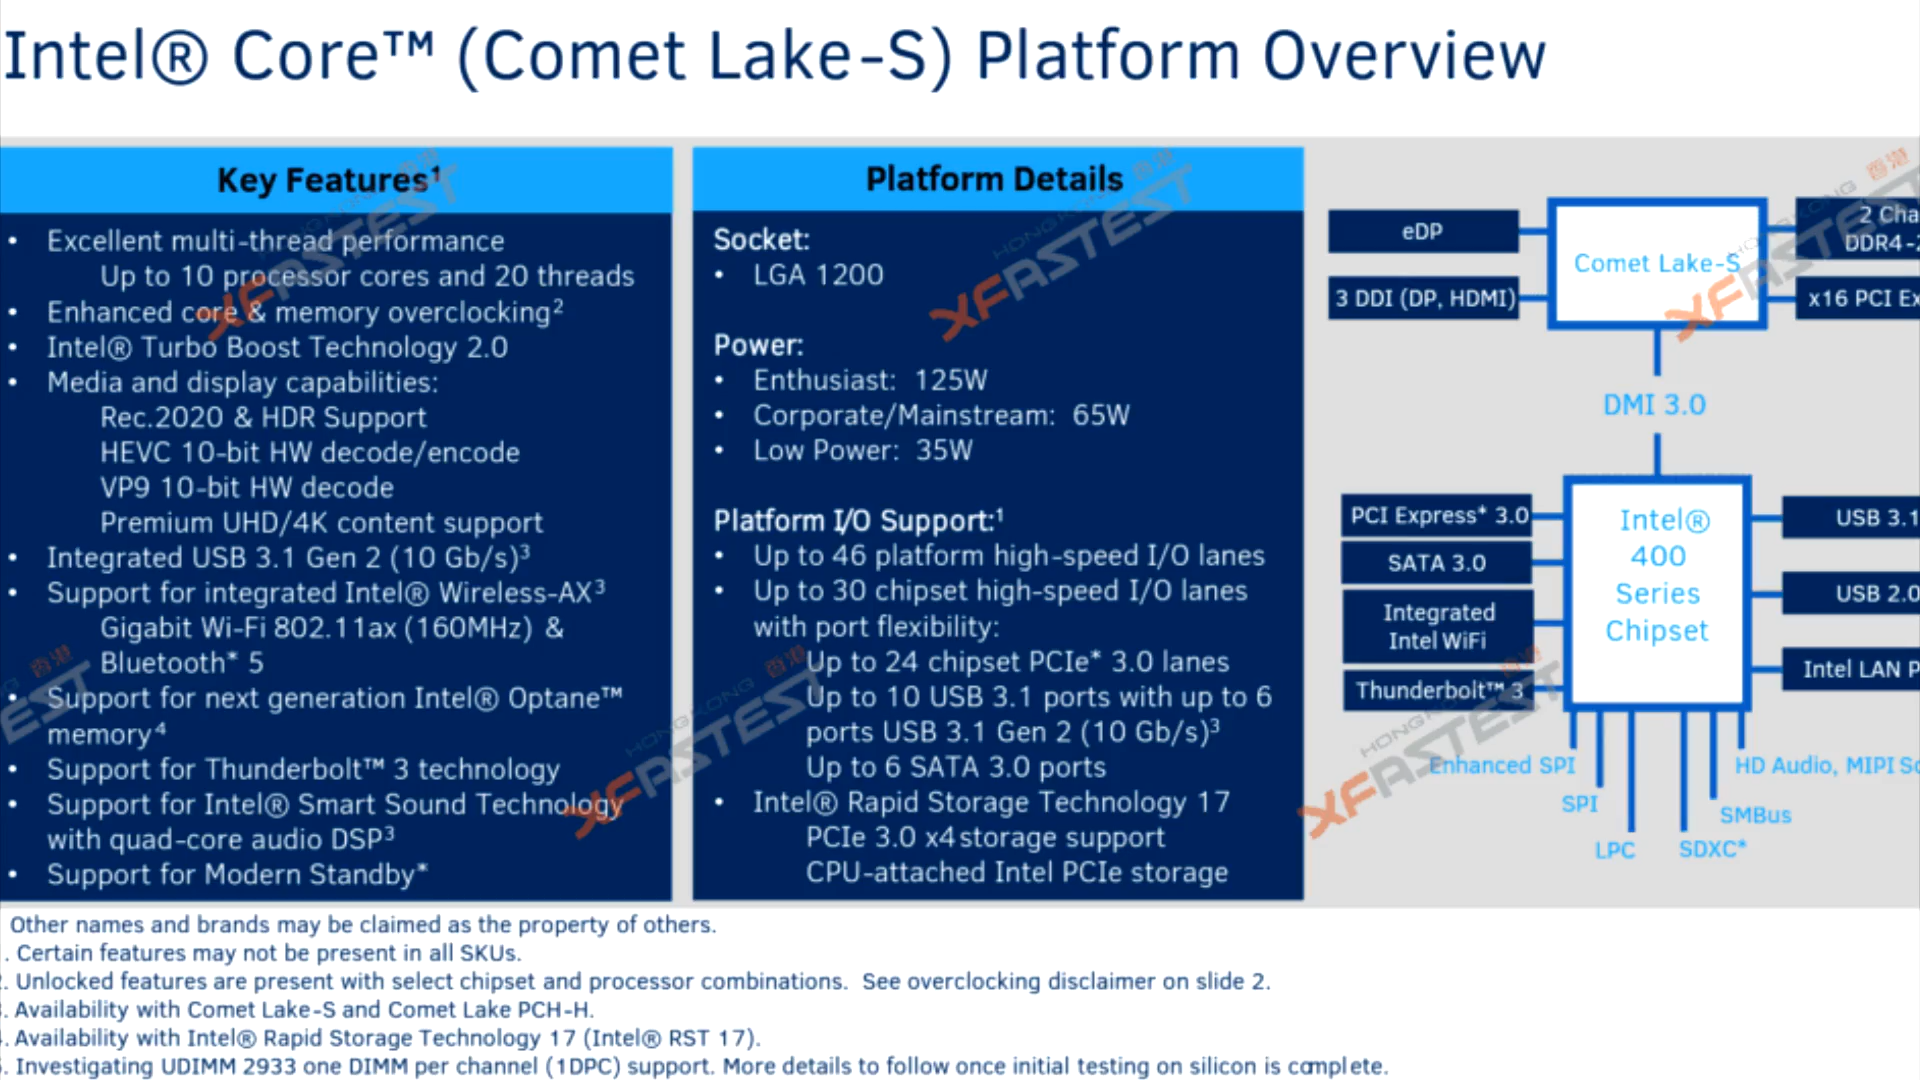 Intel® Core™ (Comet Lake-S) Platform Overview
Key Features¹
• Excellent multi-thread performance
Up to 10 processor cores and 20 threads
• Enhanced core & memory overclocking²
• Intel® Turbo Boost Technology 2.0
• Media and display capabilities:
Rec.2020 & HDR Support
HEVC 10-bit HW decode/encode
VP9 10-bit HW decode
Premium UHD/4K content support
• Integrated USB 3.1 Gen 2 (10 Gb/s)³
• Support for integrated Intel® Wireless-AX³
Gigabit Wi-Fi 802.11ax (160MHz) &
Bluetooth* 5
• Support for next generation Intel® Optane™
memory⁴
• Support for Thunderbolt™ 3 technology
• Support for Intel® Smart Sound Technology
with quad-core audio DSP³
• Support for Modern Standby*
Platform Details
Socket:
• LGA 1200
Power:
• Enthusiast: 125W
• Corporate/Mainstream: 65W
• Low Power: 35W
Platform I/O Support:¹
• Up to 46 platform high-speed I/O lanes
• Up to 30 chipset high-speed I/O lanes
with port flexibility:
Up to 24 chipset PCIe* 3.0 lanes
Up to 10 USB 3.1 ports with up to 6
ports USB 3.1 Gen 2 (10 Gb/s)³
Up to 6 SATA 3.0 ports
• Intel® Rapid Storage Technology 17
PCIe 3.0 x4 storage support
CPU-attached Intel PCIe storage
eDP
3 DDI (DP, HDMI)
Comet Lake-S
2 Cha
DDR4-2
x16 PCI Ex
DMI 3.0
PCI Express* 3.0
SATA 3.0
Integrated
Intel WiFi
Thunderbolt™ 3
Intel®
400
Series
Chipset
USB 3.1
USB 2.0
Intel LAN P
Enhanced SPI
SPI
LPC
SDXC*
SMBus
HD Audio, MIPI So
Other names and brands may be claimed as the property of others.
. Certain features may not be present in all SKUs.
. Unlocked features are present with select chipset and processor combinations. See overclocking disclaimer on slide 2.
. Availability with Comet Lake-S and Comet Lake PCH-H.
. Availability with Intel® Rapid Storage Technology 17 (Intel® RST 17).
. Investigating UDIMM 2933 one DIMM per channel (1DPC) support. More details to follow once initial testing on silicon is complete.
HONG KONG 香港
XFASTEST